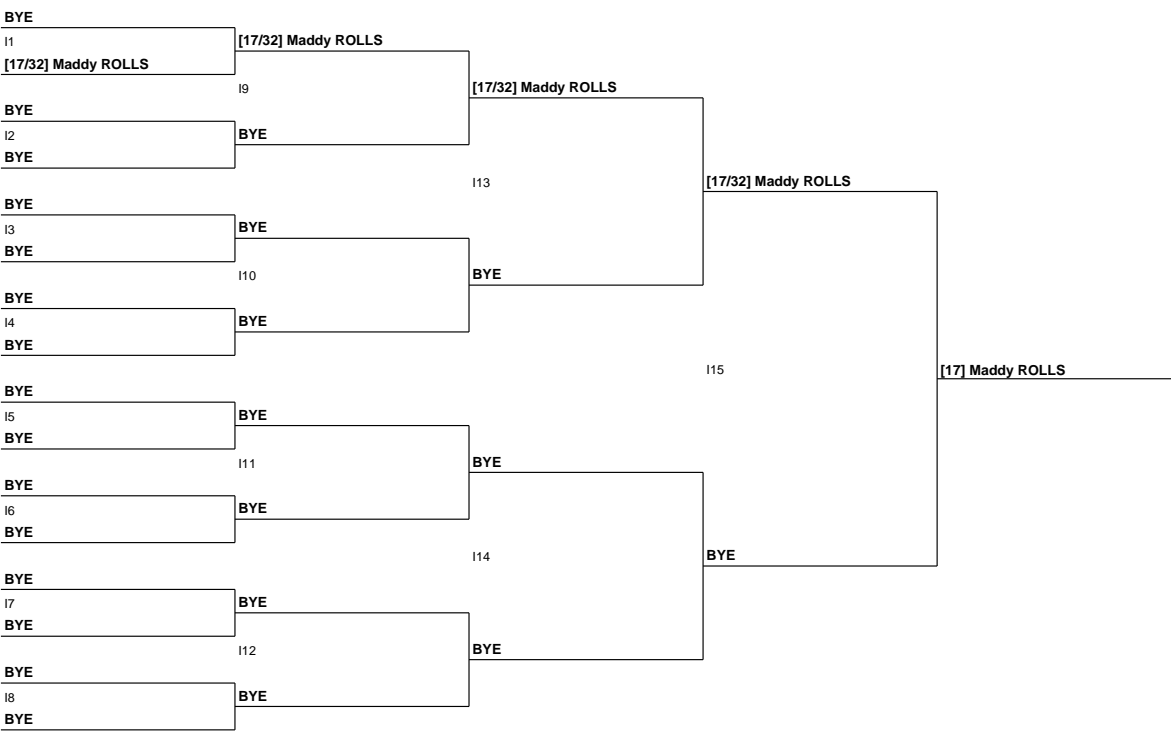 BYE
I1
[17/32] Maddy ROLLS
BYE
I2
BYE
BYE
I3
BYE
BYE
I4
BYE
BYE
I5
BYE
BYE
I6
BYE
BYE
I7
BYE
BYE
I8
BYE
[17/32] Maddy ROLLS
I9
BYE
BYE
I10
BYE
BYE
I11
BYE
BYE
I12
BYE
[17/32] Maddy ROLLS
I13
BYE
BYE
I14
BYE
[17/32] Maddy ROLLS
I15
BYE
[17] Maddy ROLLS